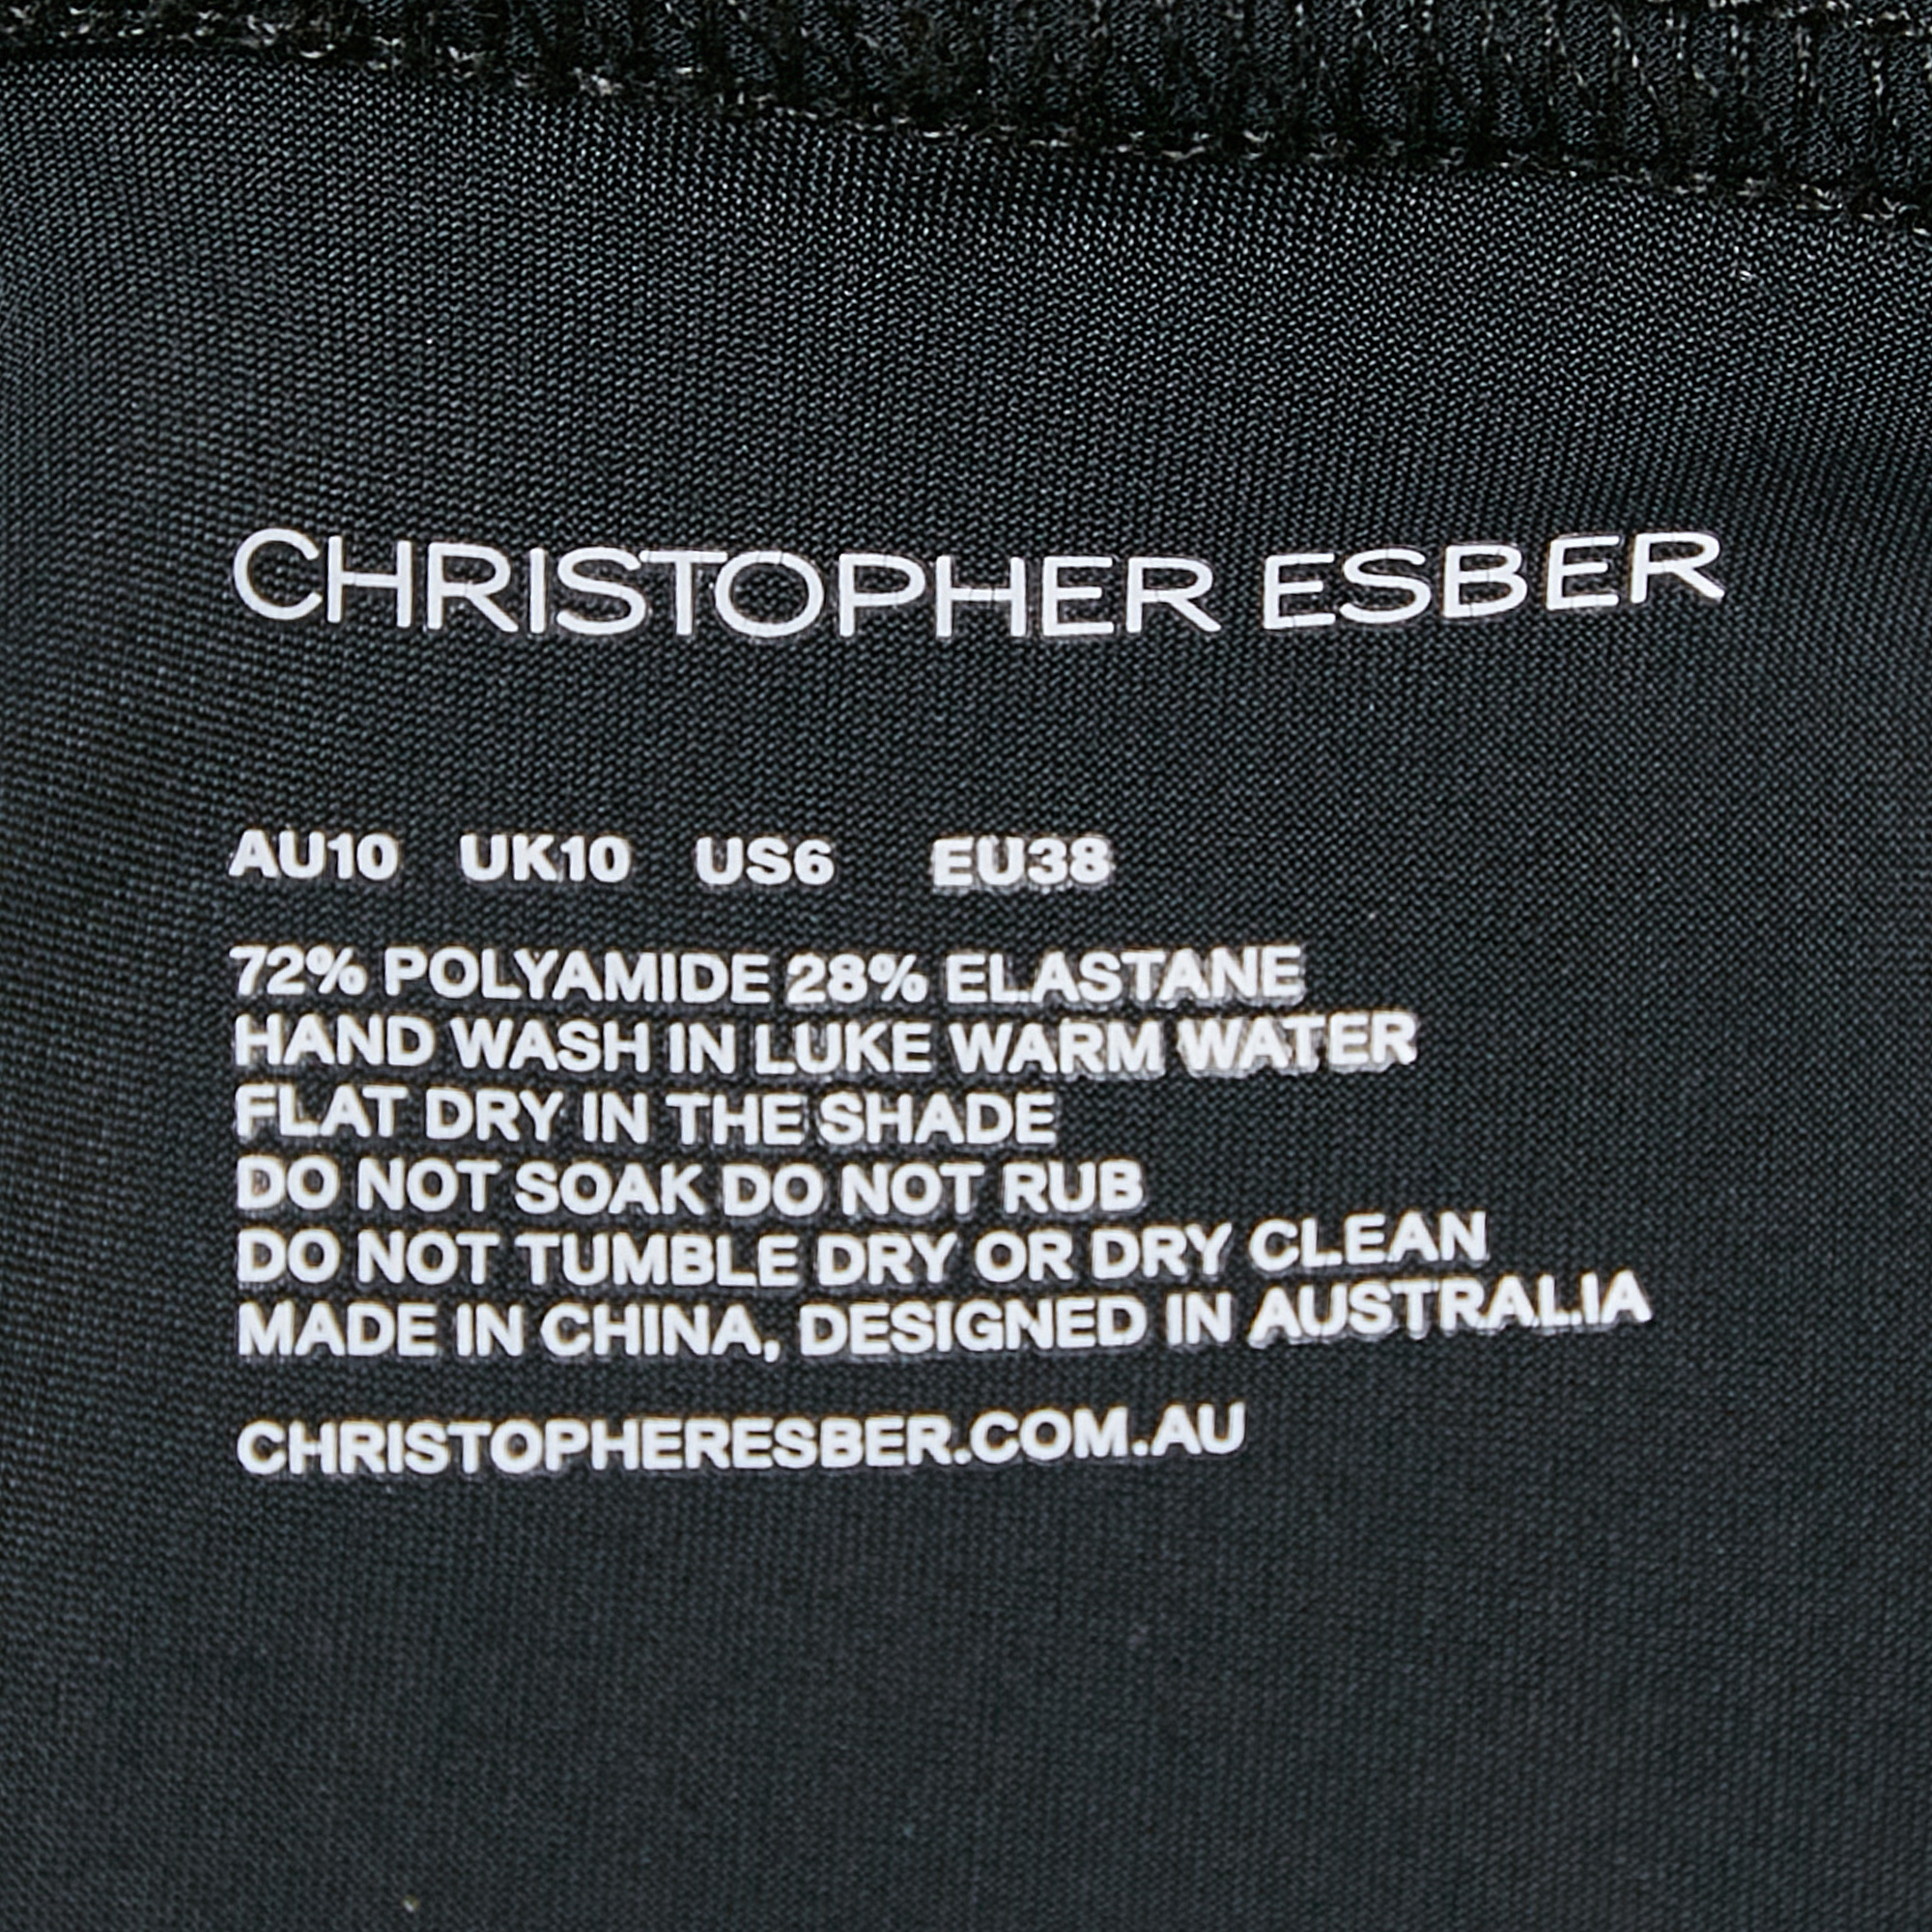 CHRISTOPHER ESBER
AU10 UK10 US6 EU38
72% POLYAMIDE 28% ELASTANE
HAND WASH IN LUKE WARM WATER
FLAT DRY IN THE SHADE
DO NOT SOAK DO NOT RUB
DO NOT TUMBLE DRY OR DRY CLEAN
MADE IN CHINA, DESIGNED IN AUSTRALIA
CHRISTOPHERESBER.COM.AU